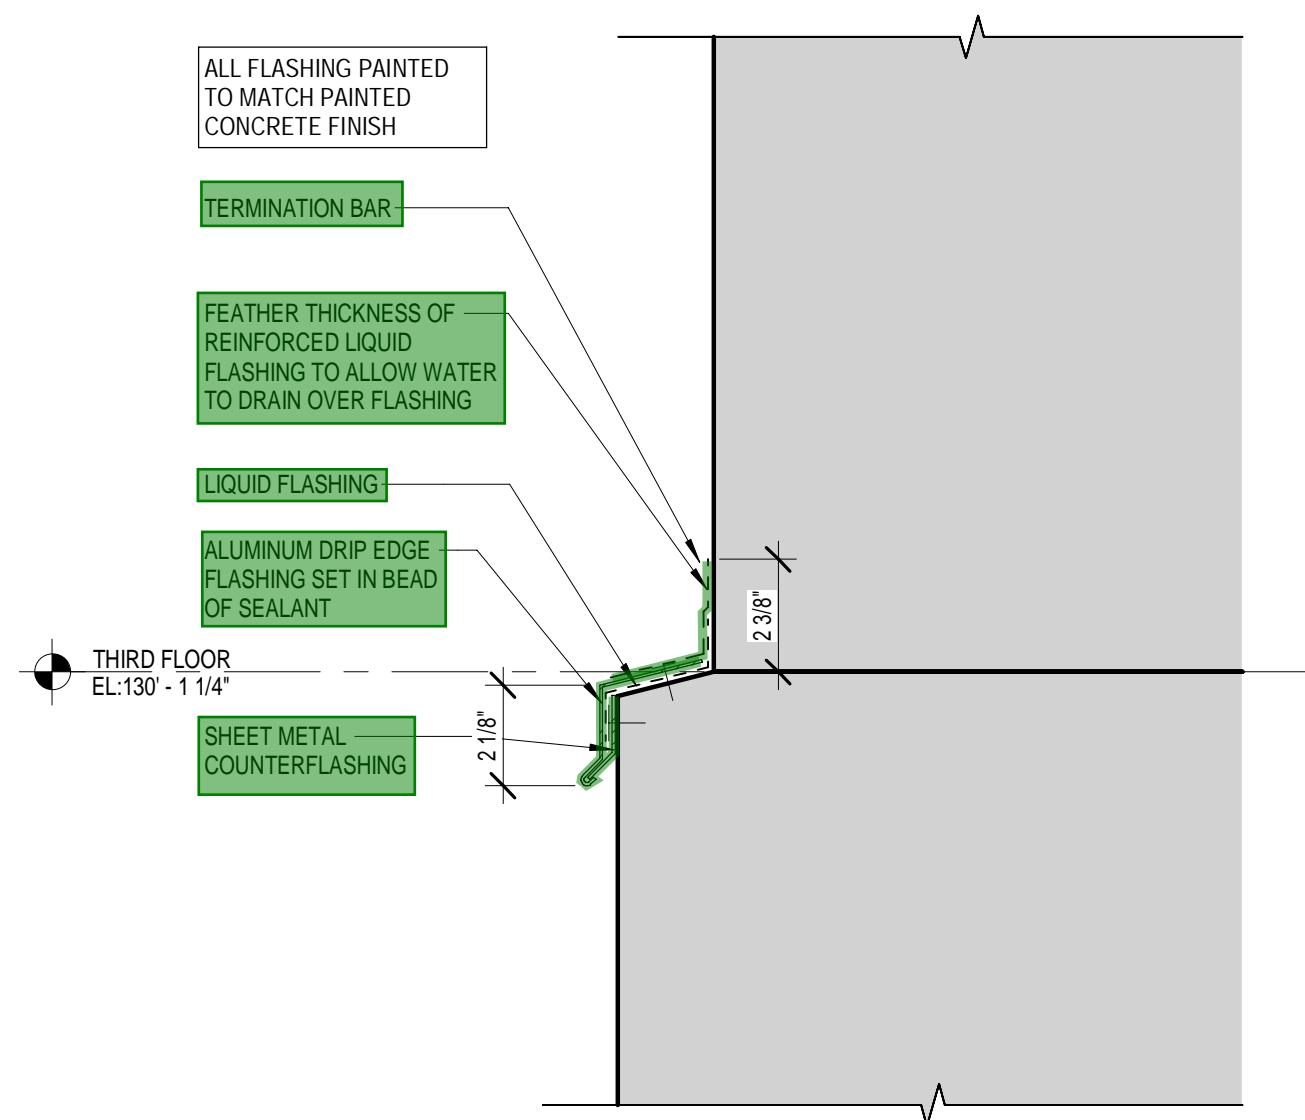 ALL FLASHING PAINTED
TO MATCH PAINTED
CONCRETE FINISH
TERMINATION BAR
FEATHER THICKNESS OF
REINFORCED LIQUID
FLASHING TO ALLOW WATER
TO DRAIN OVER FLASHING
LIQUID FLASHING
ALUMINUM DRIP EDGE
FLASHING SET IN BEAD
OF SEALANT
2 3/8"
THIRD FLOOR
EL:130' - 1 1/4"
SHEET METAL
COUNTERFLASHING
2 1/8"